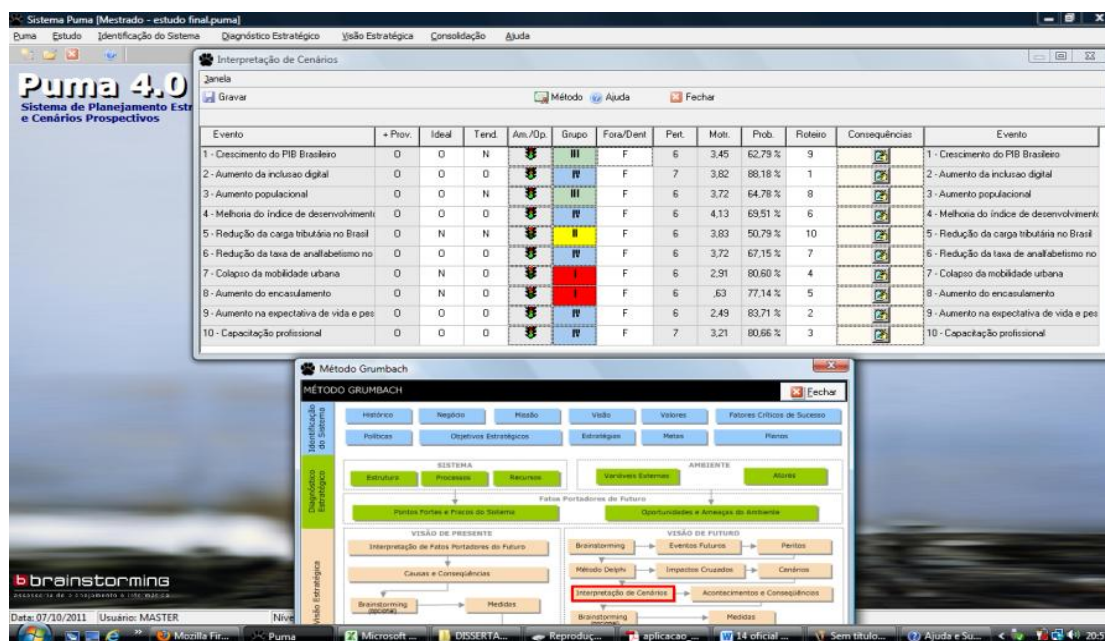 Sistema Puma [Mestrado - estudo final.puma]
Puma Estudo Identificação do Sistema Diagnóstico Estratégico Visão Estratégica Consolidação Ajuda
Puma 4.0
Sistema de Planejamento Estr
e Cenários Prospectivos
Interpretação de Cenários
Janela
Gravar Método Ajuda Fechar
Evento + Prov. Ideal Tend. Am./Op. Grupo Fora/Dent Pert. Motr. Prob. Roteiro Consequências Evento
1 - Crescimento do PIB Brasileiro O O N III F 6 3,45 62,79 % 9 1 - Crescimento do PIB Brasileiro
2 - Aumento da inclusao digital O O O IV F 7 3,82 88,18 % 1 2 - Aumento da inclusao digital
3 - Aumento populacional O O N III F 6 3,72 64,78 % 8 3 - Aumento populacional
4 - Melhoria do índice de desenvolvimento O O O IV F 6 4,13 69,51 % 6 4 - Melhoria do índice de desenvolvimento
5 - Redução da carga tributária no Brasil O N N II F 6 3,83 50,79 % 10 5 - Redução da carga tributária no Brasil
6 - Redução da taxa de analfabetismo no O O O IV F 6 3,72 67,15 % 7 6 - Redução da taxa de analfabetismo no
7 - Colapso da mobilidade urbana O N O I F 6 2,91 80,60 % 4 7 - Colapso da mobilidade urbana
8 - Aumento do encasulamento O N O I F 6 ,63 77,14 % 5 8 - Aumento do encasulamento
9 - Aumento na expectativa de vida e pes O O O IV F 6 2,49 83,71 % 2 9 - Aumento na expectativa de vida e pes
10 - Capacitação profissional O O O IV F 7 3,21 80,66 % 3 10 - Capacitação profissional
Método Grumbach
MÉTODO GRUMBACH Fechar
Identificação do Sistema
Histórico Negócio Missão Visão Valores Fatores Críticos de Sucesso
Políticas Objetivos Estratégicos Estratégias Metas Planos
Diagnóstico Estratégico
SISTEMA AMBIENTE
Estrutura Processos Recursos Variáveis Externas Atores
Fatos Portadores de Futuro
Pontos Fortes e Fracos do Sistema Oportunidades e Ameaças do Ambiente
Visão Estratégica
VISÃO DE PRESENTE VISÃO DE FUTURO
Interpretação de Fatos Portadores do Futuro Brainstorming Eventos Futuros Peritos
Causas e Conseqüências Método Delphi Impactos Cruzados Cenários
Interpretação de Cenários Acontecimentos e Conseqüências
Brainstorming (opcional) Medidas Brainstorming Medidas
brainstorming
assessoria de planejamento e informática
Data: 07/10/2011 Usuário: MASTER Níve
Mozilla Fir... Puma Microsoft ... DISSERTA... Reproduç... aplicacao_... 14 oficial ... Sem título... Ajuda e Su...